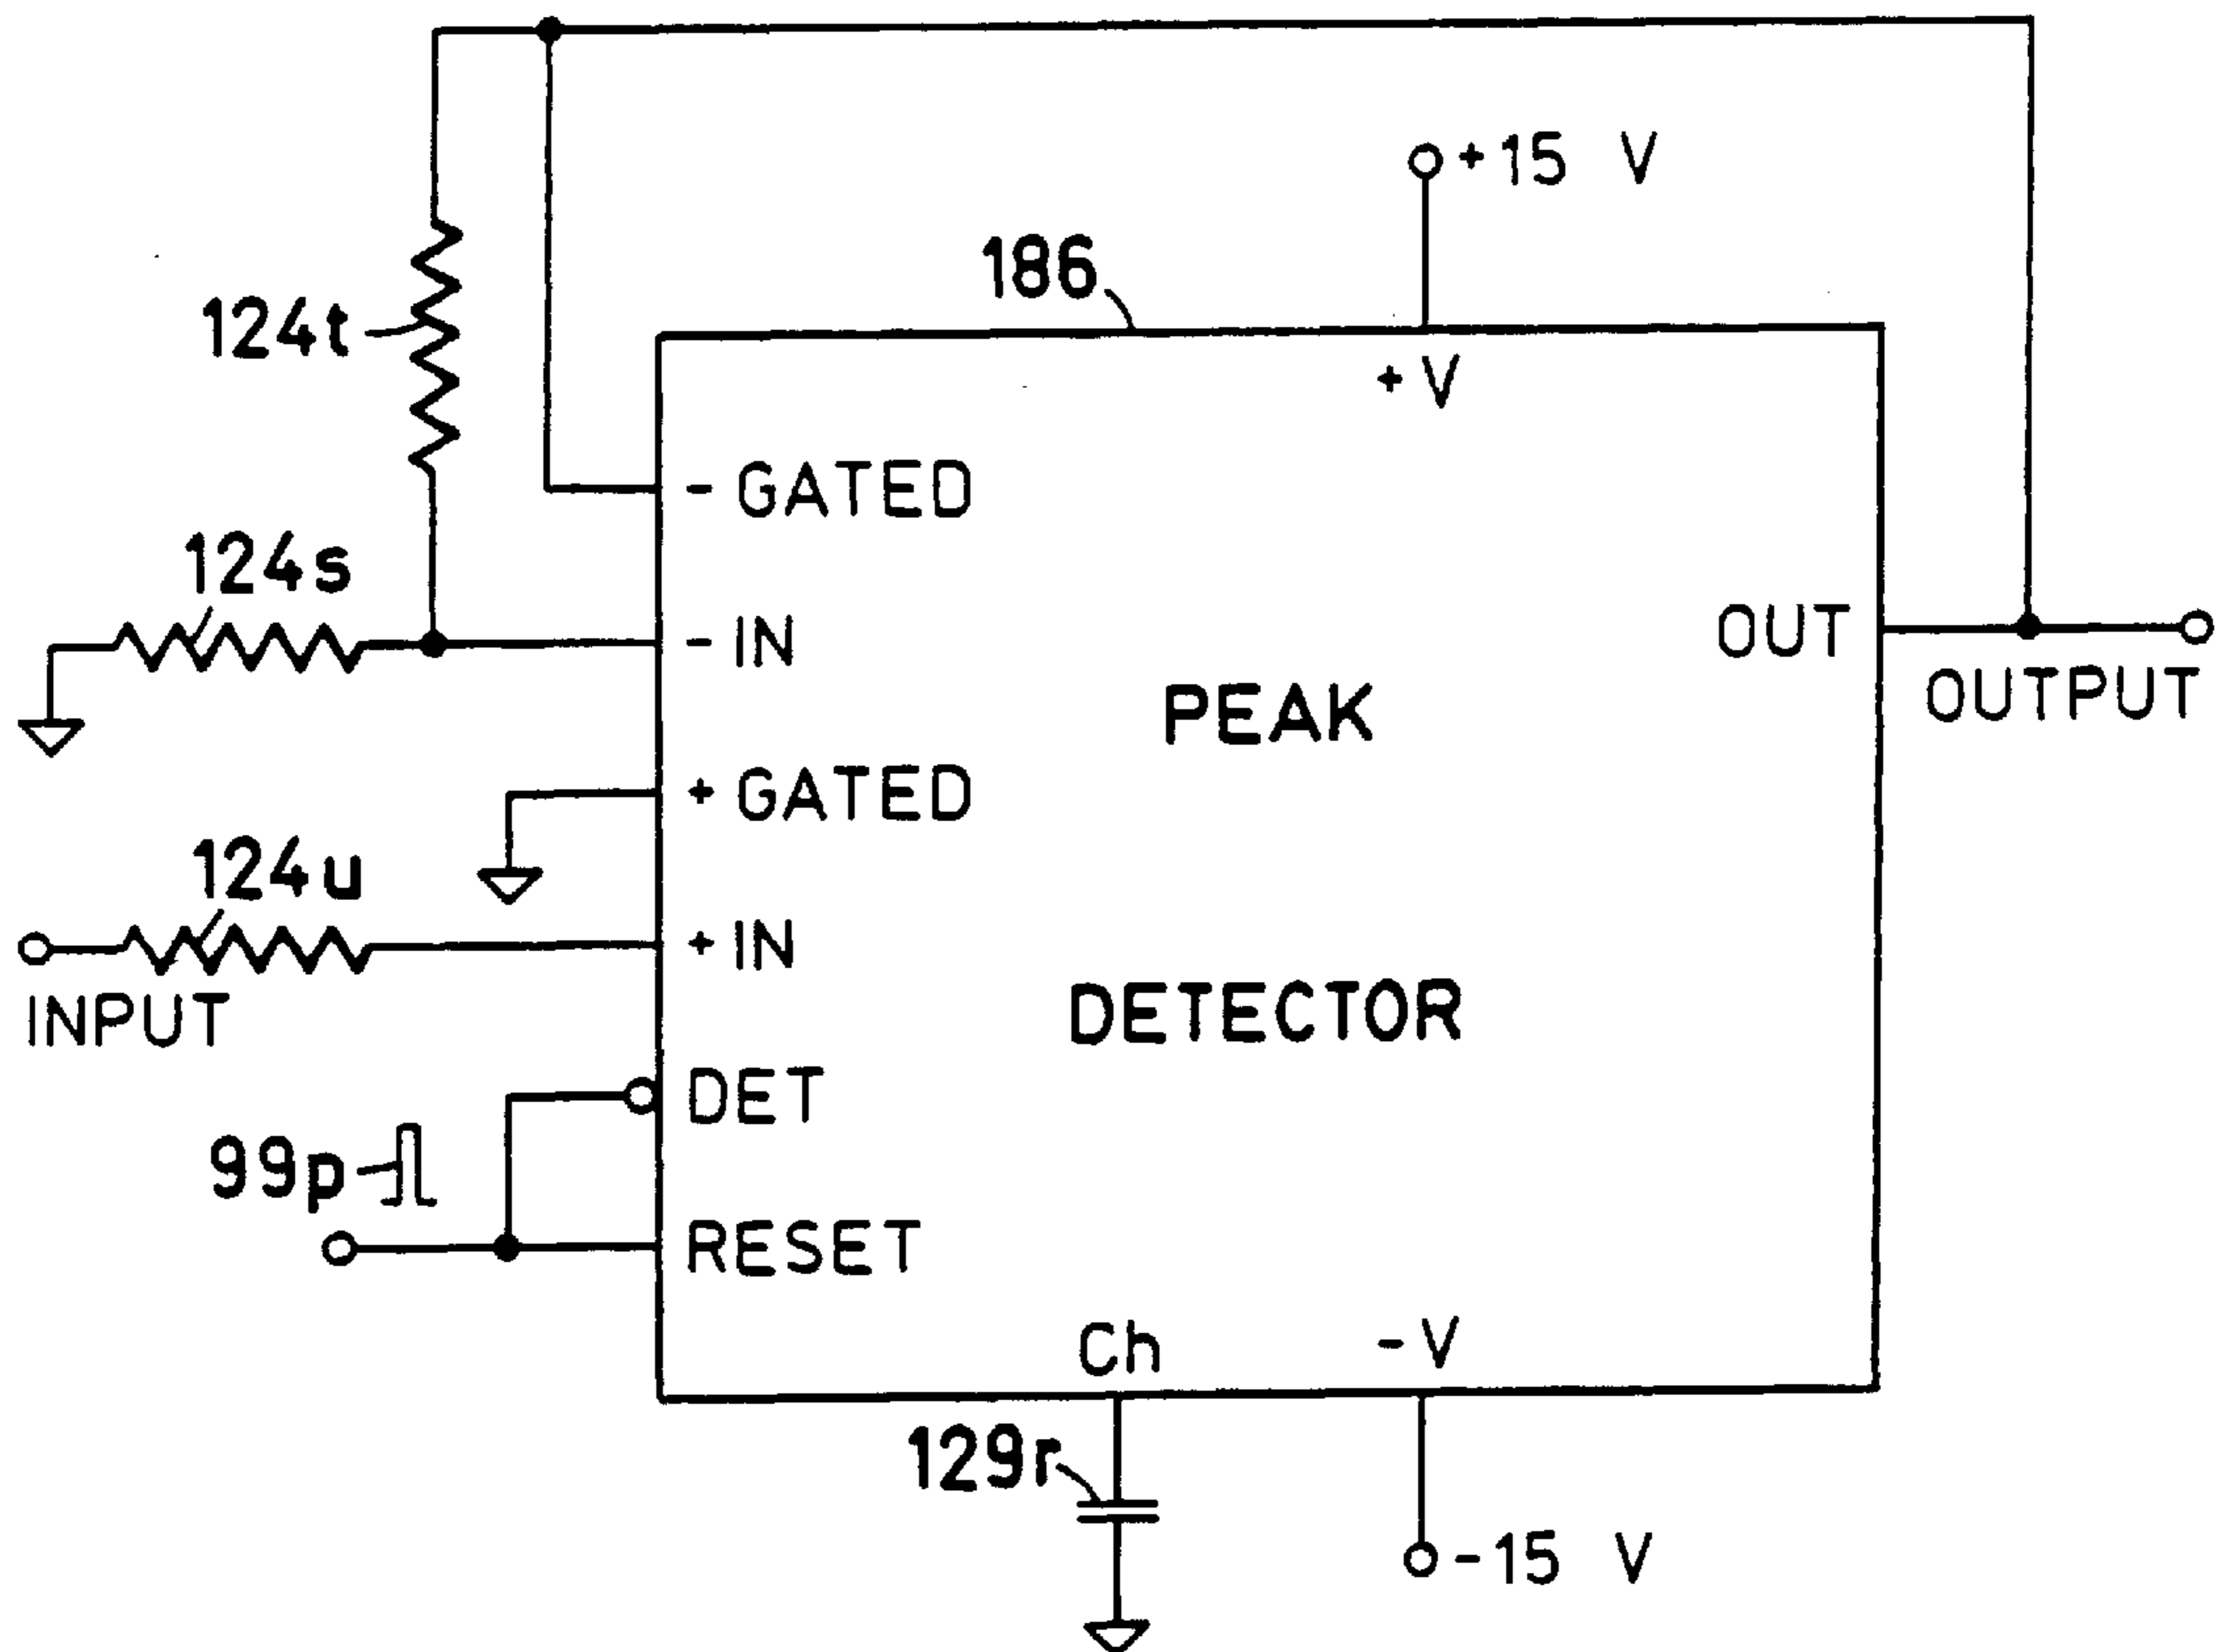 +15 V
186
124t
+V
-GATED
124s
-IN
OUT
PEAK
OUTPUT
+GATED
124u
+IN
INPUT
DETECTOR
DET
99p
RESET
Ch
-V
129r
-15 V